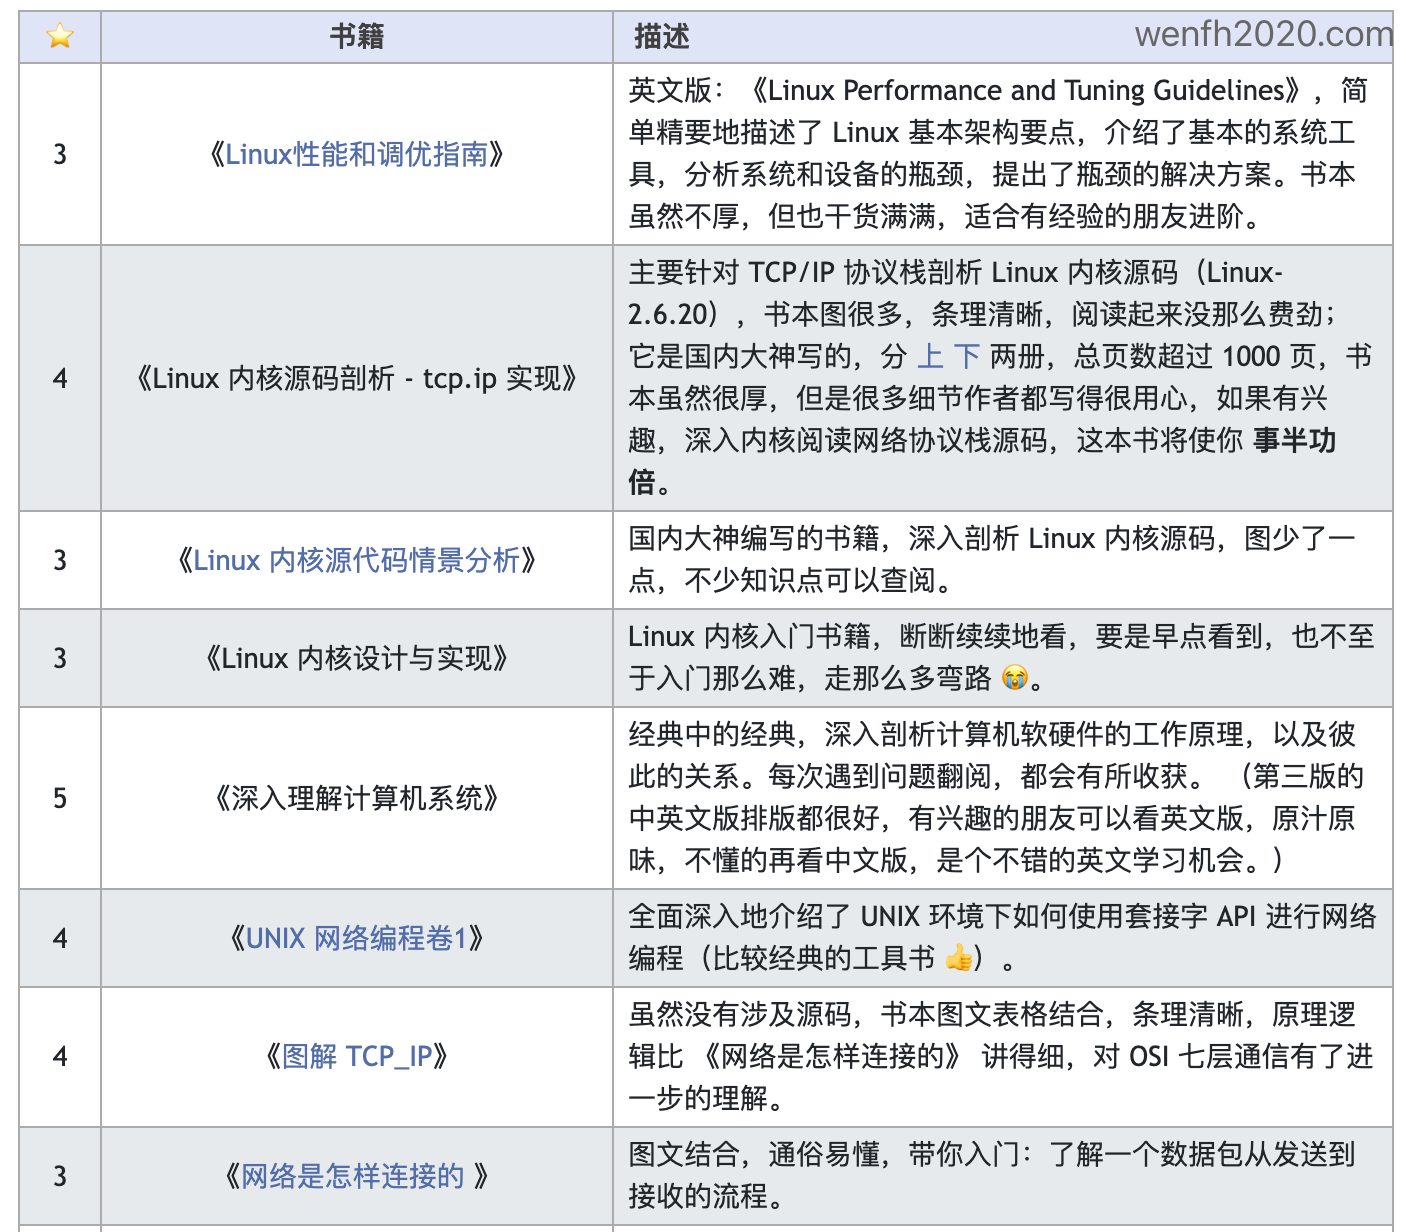 ⭐ 书籍 描述 wenfh2020.com
3
《Linux性能和调优指南》
英文版：《Linux Performance and Tuning Guidelines》，简
单精要地描述了 Linux 基本架构要点，介绍了基本的系统工
具，分析系统和设备的瓶颈，提出了瓶颈的解决方案。书本
虽然不厚，但也干货满满，适合有经验的朋友进阶。
4
《Linux 内核源码剖析 - tcp.ip 实现》
主要针对 TCP/IP 协议栈剖析 Linux 内核源码（Linux-
2.6.20），书本图很多，条理清晰，阅读起来没那么费劲；
它是国内大神写的，分 上 下 两册，总页数超过 1000 页，书
本虽然很厚，但是很多细节作者都写得很用心，如果有兴
趣，深入内核阅读网络协议栈源码，这本书将使你 事半功
倍。
3
《Linux 内核源代码情景分析》
国内大神编写的书籍，深入剖析 Linux 内核源码，图少了一
点，不少知识点可以查阅。
3
《Linux 内核设计与实现》
Linux 内核入门书籍，断断续续地看，要是早点看到，也不至
于入门那么难，走那么多弯路 😭。
5
《深入理解计算机系统》
经典中的经典，深入剖析计算机软硬件的工作原理，以及彼
此的关系。每次遇到问题翻阅，都会有所收获。（第三版的
中英文版排版都很好，有兴趣的朋友可以看英文版，原汁原
味，不懂的再看中文版，是个不错的英文学习机会。）
4
《UNIX 网络编程卷1》
全面深入地介绍了 UNIX 环境下如何使用套接字 API 进行网络
编程（比较经典的工具书 👍）。
4
《图解 TCP_IP》
虽然没有涉及源码，书本图文表格结合，条理清晰，原理逻
辑比 《网络是怎样连接的》 讲得细，对 OSI 七层通信有了进
一步的理解。
3
《网络是怎样连接的 》
图文结合，通俗易懂，带你入门：了解一个数据包从发送到
接收的流程。